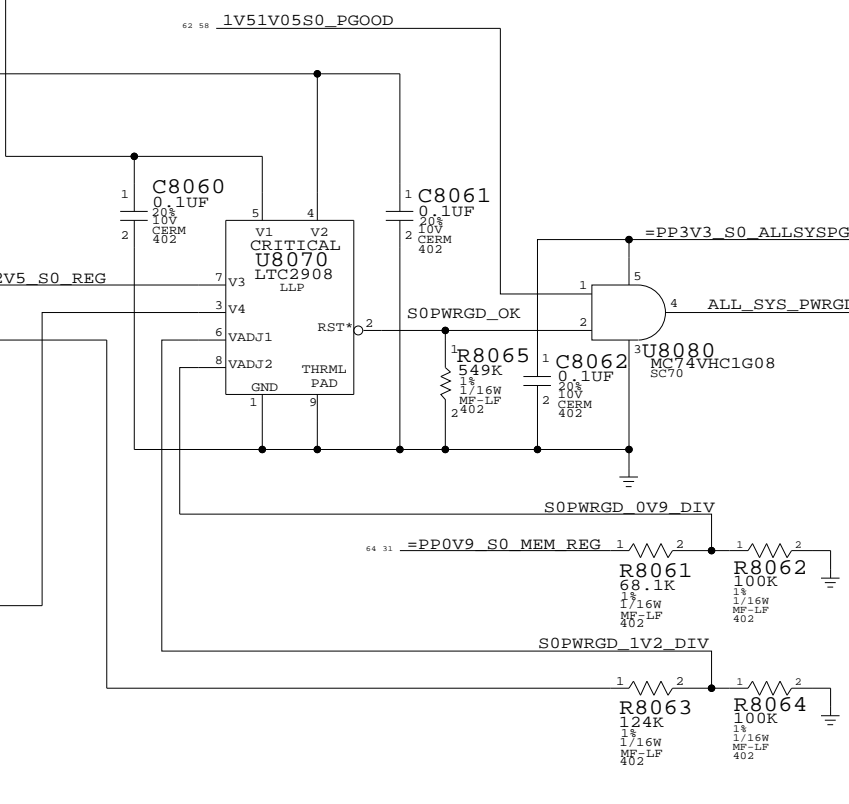 62 58 1V51V05S0_PGOOD
1
C8060
0.1UF
20%
10V
CERM
402
2
5
4
V1
V2
CRITICAL
U8070
LTC2908
LLP
1
C8061
0.1UF
20%
10V
CERM
402
2
=PP3V3_S0_ALLSYSPG
2V5_S0_REG
7
V3
3
V4
6
VADJ1
8
VADJ2
RST*
2
THRML
PAD
GND
1
9
S0PWRGD_OK
1
R8065
549K
1%
1/16W
MF-LF
402
2
1
C8062
0.1UF
20%
10V
CERM
402
2
5
1
2
4
ALL_SYS_PWRGD
3
U8080
MC74VHC1G08
SC70
S0PWRGD_0V9_DIV
64 31 =PP0V9_S0_MEM_REG
1
2
R8061
68.1K
1%
1/16W
MF-LF
402
1
2
R8062
100K
1%
1/16W
MF-LF
402
S0PWRGD_1V2_DIV
1
2
R8063
124K
1%
1/16W
MF-LF
402
1
2
R8064
100K
1%
1/16W
MF-LF
402